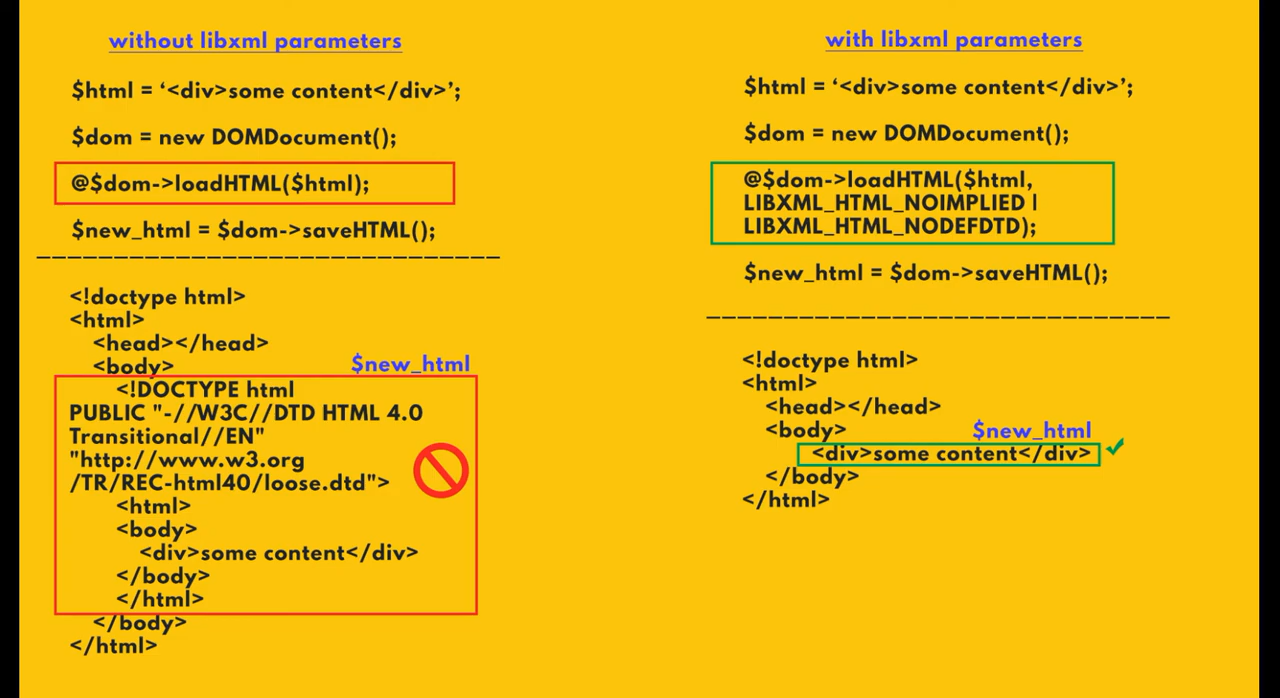 without libxml parameters
$html = ‘<div>some content</div>’;
$dom = new DOMDocument();
@$dom->loadHTML($html);
$new_html = $dom->saveHTML();
–––––––––––––––––––––––––––––––
<!doctype html>
<html>
<head></head>
<body>
$new_html
<!DOCTYPE html
PUBLIC "-//W3C//DTD HTML 4.0
Transitional//EN"
"http://www.w3.org
/TR/REC-html40/loose.dtd">
<html>
<body>
<div>some content</div>
</body>
</html>
</body>
</html>
with libxml parameters
$html = ‘<div>some content</div>’;
$dom = new DOMDocument();
@$dom->loadHTML($html,
LIBXML_HTML_NOIMPLIED |
LIBXML_HTML_NODEFDTD);
$new_html = $dom->saveHTML();
–––––––––––––––––––––––––––––––
<!doctype html>
<html>
<head></head>
<body>
$new_html
<div>some content</div>
</body>
</html>